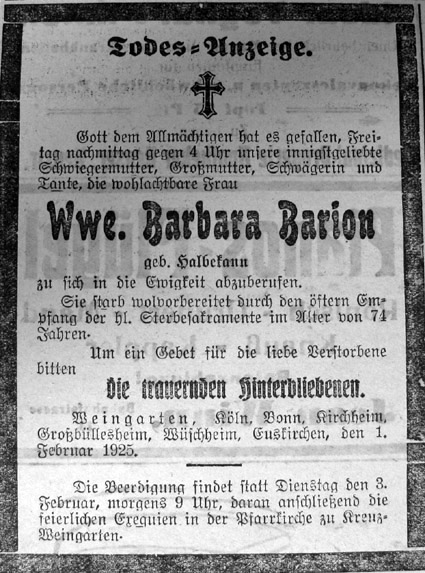 Todes-Anzeige.
Gott dem Allmächtigen hat es gefallen, Frei-
tag nachmittag gegen 4 Uhr unsere innigstgeliebte
Schwiegermutter, Großmutter, Schwägerin und
Tante, die wohlachtbare Frau
Wwe. Barbara Barion
geb. Halbekann
zu sich in die Ewigkeit abzuberufen.
Sie starb wolvorbereitet durch den öftern Em-
pfang der hl. Sterbesakramente im Alter von 74
Jahren.
Um ein Gebet für die liebe Verstorbene
bitten
Die trauernden Hinterbliebenen.
Weingarten, Köln, Bonn, Kirchheim,
Großbüllesheim, Wüschheim, Euskirchen, den 1.
Februar 1925.
Die Beerdigung findet statt Dienstag den 3.
Februar, morgens 9 Uhr, daran anschließend die
feierlichen Exequien in der Pfarrkirche zu Kreuz-
Weingarten.